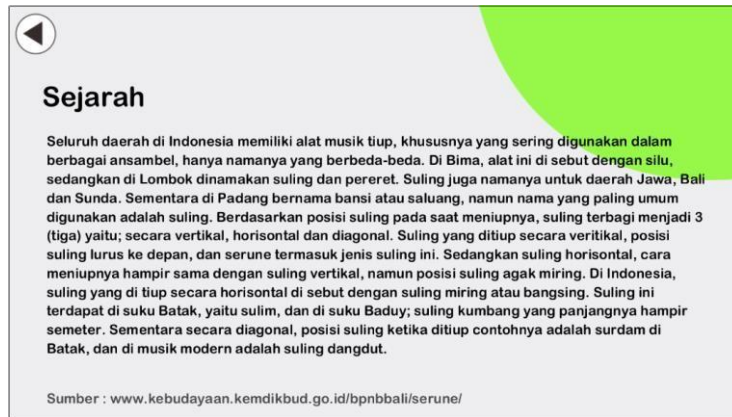 Sejarah
Seluruh daerah di Indonesia memiliki alat musik tiup, khususnya yang sering digunakan dalam
berbagai ansambel, hanya namanya yang berbeda-beda. Di Bima, alat ini di sebut dengan silu,
sedangkan di Lombok dinamakan suling dan pereret. Suling juga namanya untuk daerah Jawa, Bali
dan Sunda. Sementara di Padang bernama bansi atau saluang, namun nama yang paling umum
digunakan adalah suling. Berdasarkan posisi suling pada saat meniupnya, suling terbagi menjadi 3
(tiga) yaitu; secara vertikal, horisontal dan diagonal. Suling yang ditiup secara veritikal, posisi
suling lurus ke depan, dan serune termasuk jenis suling ini. Sedangkan suling horisontal, cara
meniupnya hampir sama dengan suling vertikal, namun posisi suling agak miring. Di Indonesia,
suling yang di tiup secara horisontal di sebut dengan suling miring atau bangsing. Suling ini
terdapat di suku Batak, yaitu sulim, dan di suku Baduy; suling kumbang yang panjangnya hampir
semeter. Sementara secara diagonal, posisi suling ketika ditiup contohnya adalah surdam di
Batak, dan di musik modern adalah suling dangdut.
Sumber : www.kebudayaan.kemdikbud.go.id/bpnbbali/serune/